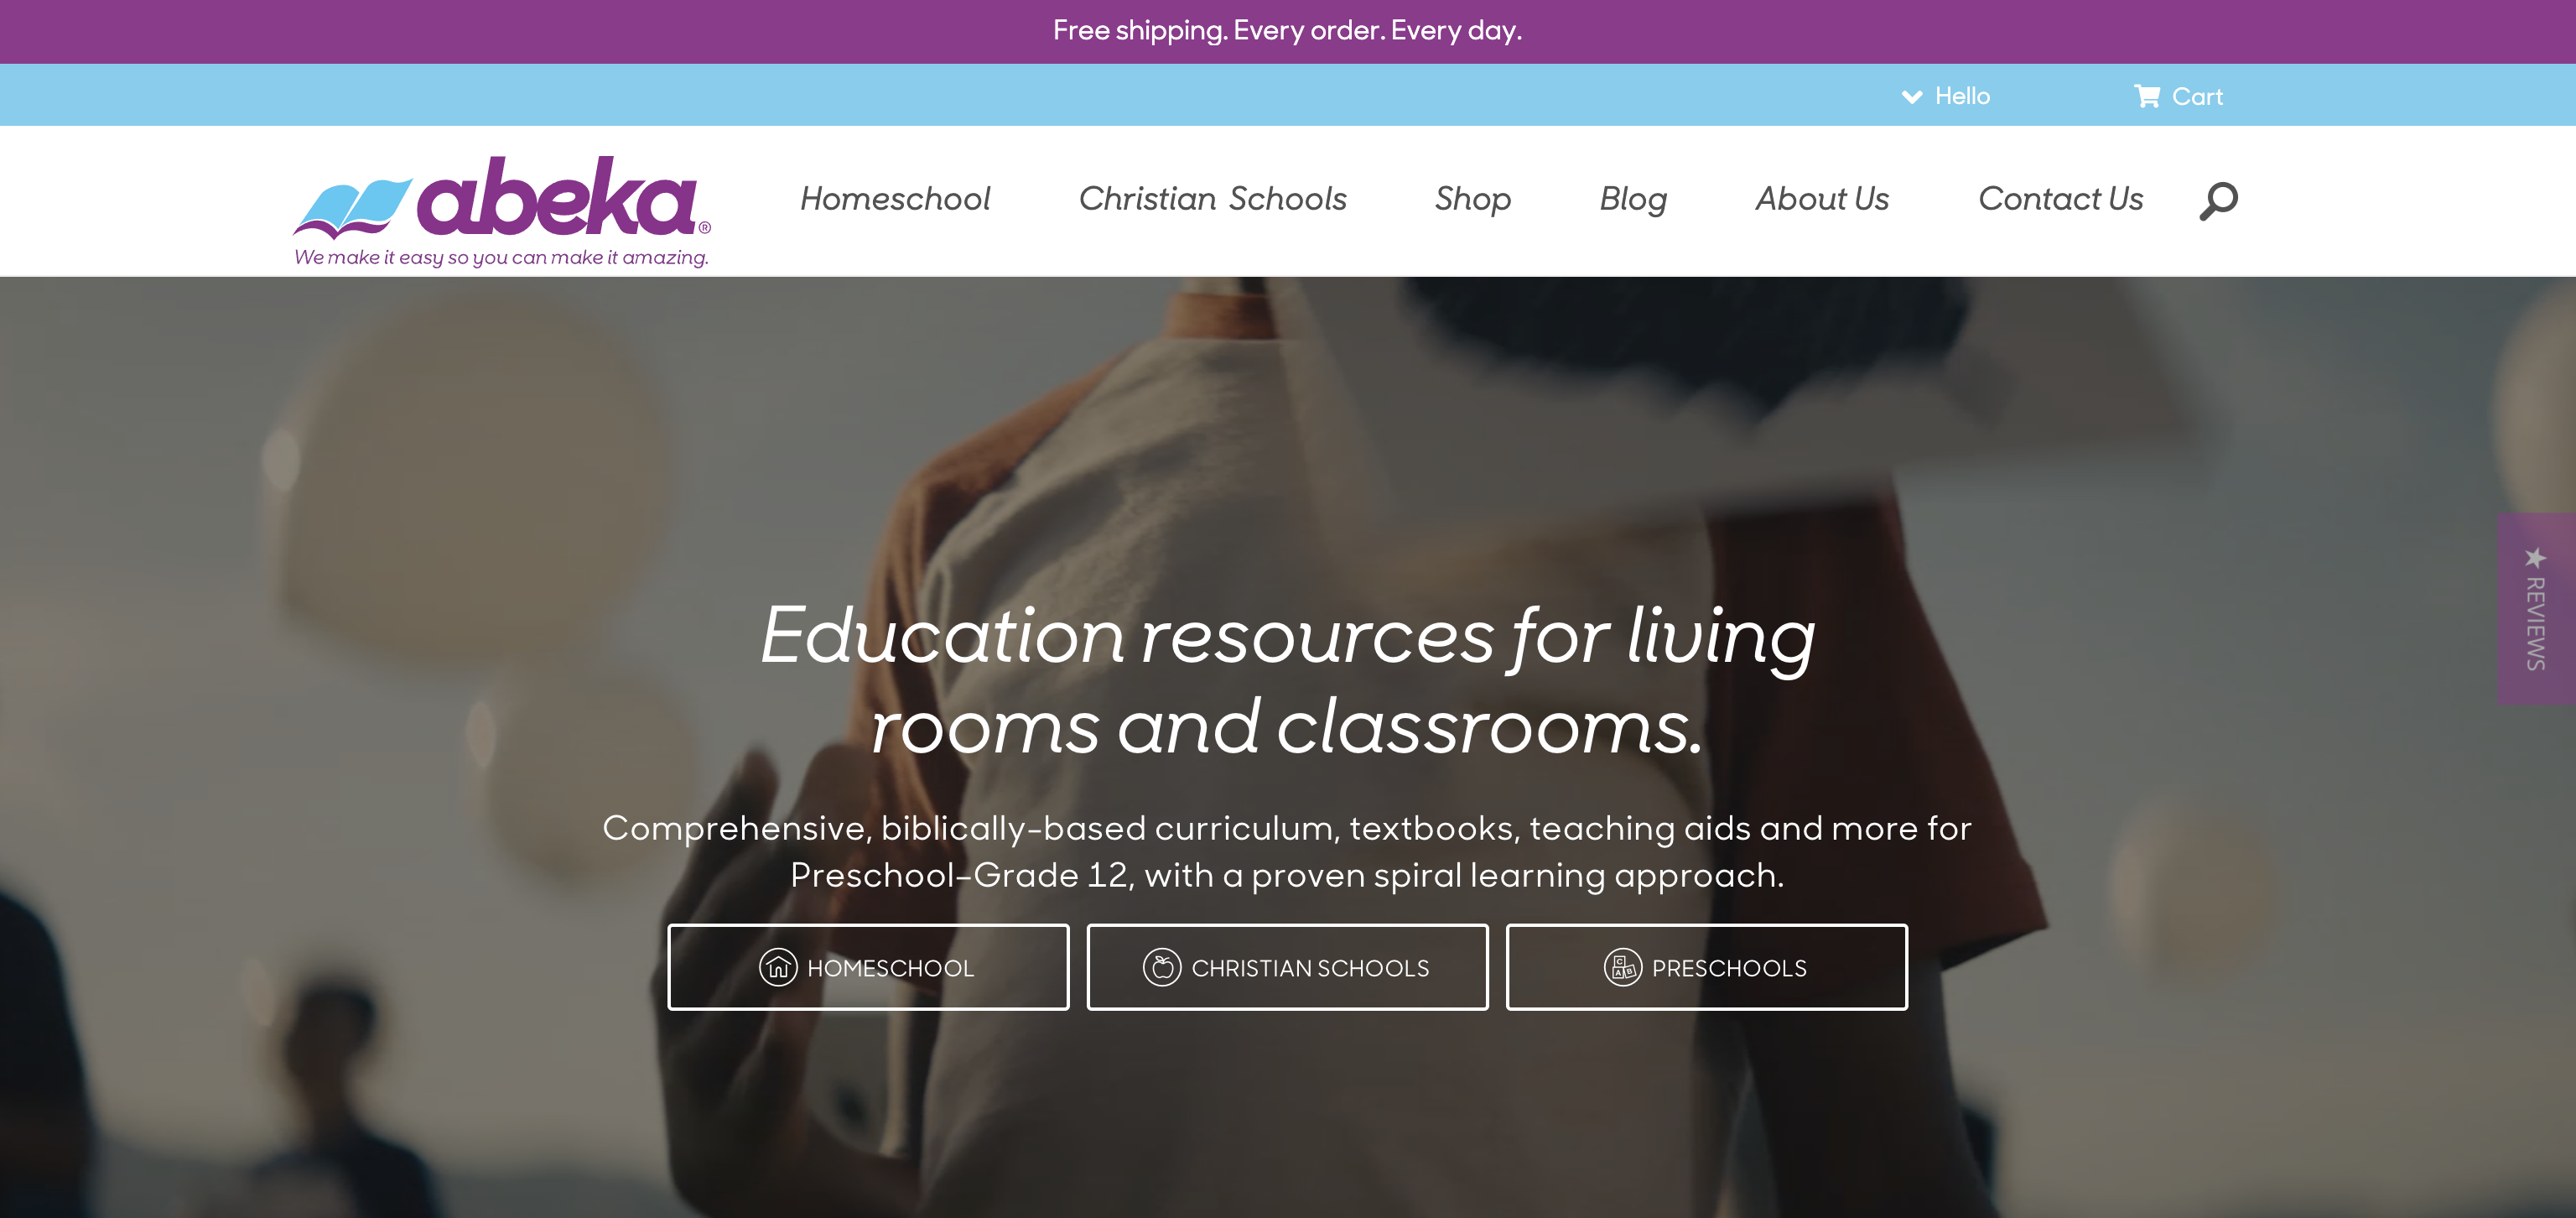 Free shipping. Every order. Every day.
Hello
Cart
abeka®
We make it easy so you can make it amazing.
Homeschool
Christian Schools
Shop
Blog
About Us
Contact Us
★ REVIEWS
Education resources for living
rooms and classrooms.
Comprehensive, biblically-based curriculum, textbooks, teaching aids and more for
Preschool–Grade 12, with a proven spiral learning approach.
HOMESCHOOL
CHRISTIAN SCHOOLS
C A B PRESCHOOLS